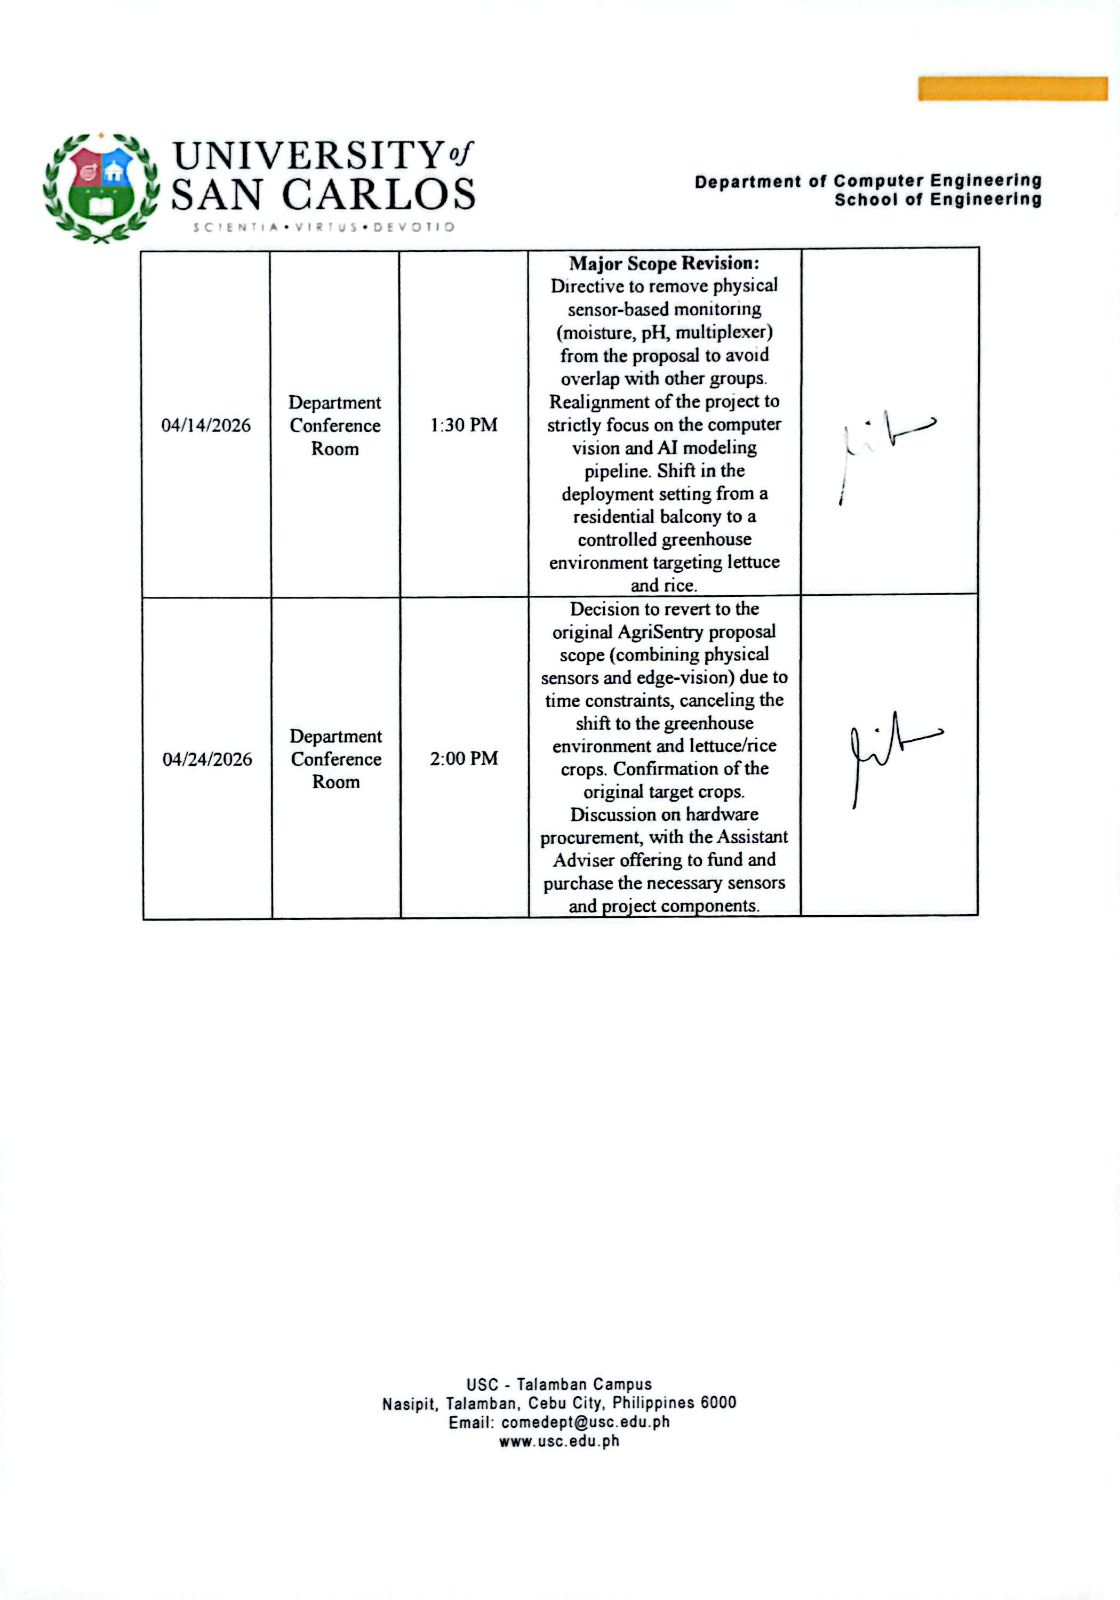 UNIVERSITY of
SAN CARLOS
SCIENTIA • VIRTUS • DEVOTIO
Department of Computer Engineering
School of Engineering
04/14/2026
Department
Conference
Room
1:30 PM
Major Scope Revision:
Directive to remove physical
sensor-based monitoring
(moisture, pH, multiplexer)
from the proposal to avoid
overlap with other groups.
Realignment of the project to
strictly focus on the computer
vision and AI modeling
pipeline. Shift in the
deployment setting from a
residential balcony to a
controlled greenhouse
environment targeting lettuce
and rice.
04/24/2026
Department
Conference
Room
2:00 PM
Decision to revert to the
original AgriSentry proposal
scope (combining physical
sensors and edge-vision) due to
time constraints, canceling the
shift to the greenhouse
environment and lettuce/rice
crops. Confirmation of the
original target crops.
Discussion on hardware
procurement, with the Assistant
Adviser offering to fund and
purchase the necessary sensors
and project components.
USC - Talamban Campus
Nasipit, Talamban, Cebu City, Philippines 6000
Email: comedept@usc.edu.ph
www.usc.edu.ph